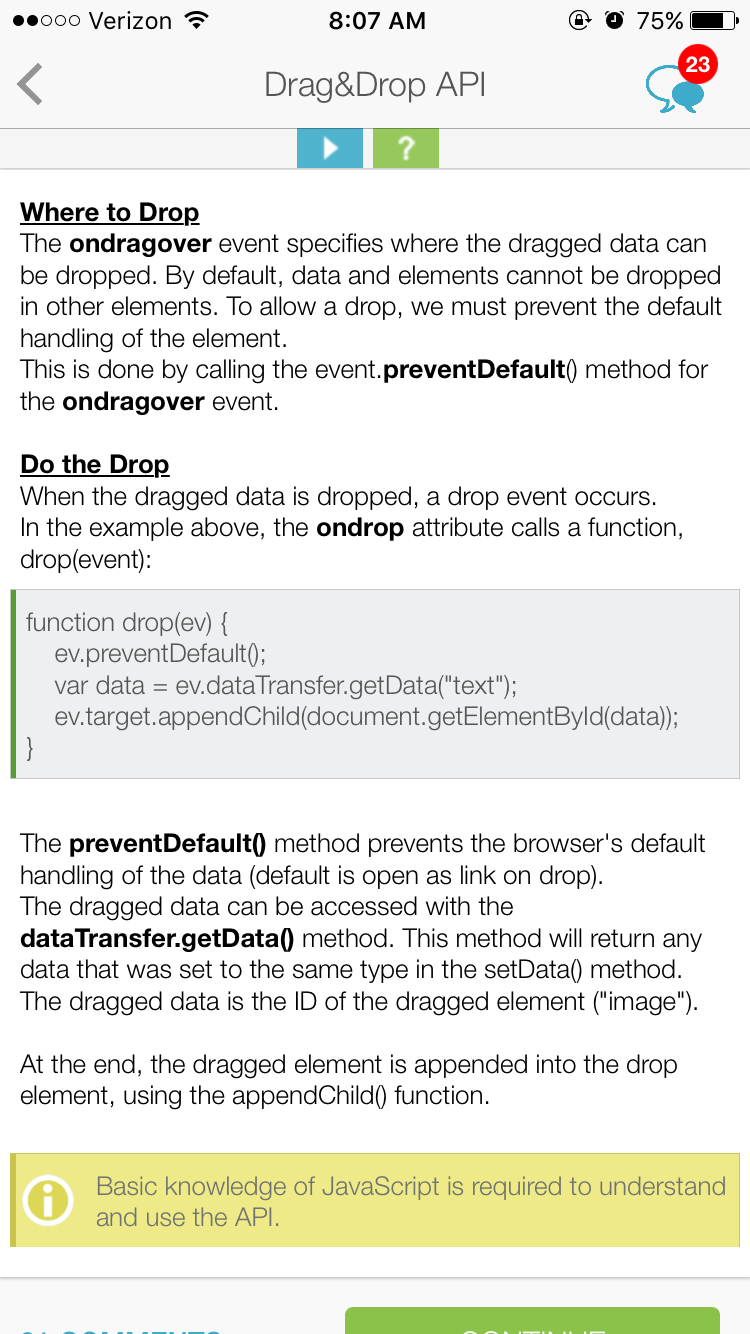 Verizon 8:07 AM 75%
Drag&Drop API 23
?
Where to Drop
The ondragover event specifies where the dragged data can
be dropped. By default, data and elements cannot be dropped
in other elements. To allow a drop, we must prevent the default
handling of the element.
This is done by calling the event.preventDefault() method for
the ondragover event.
Do the Drop
When the dragged data is dropped, a drop event occurs.
In the example above, the ondrop attribute calls a function,
drop(event):
function drop(ev) {
ev.preventDefault();
var data = ev.dataTransfer.getData("text");
ev.target.appendChild(document.getElementById(data));
}
The preventDefault() method prevents the browser's default
handling of the data (default is open as link on drop).
The dragged data can be accessed with the
dataTransfer.getData() method. This method will return any
data that was set to the same type in the setData() method.
The dragged data is the ID of the dragged element ("image").
At the end, the dragged element is appended into the drop
element, using the appendChild() function.
Basic knowledge of JavaScript is required to understand
and use the API.
COMMENTS CONTINUE